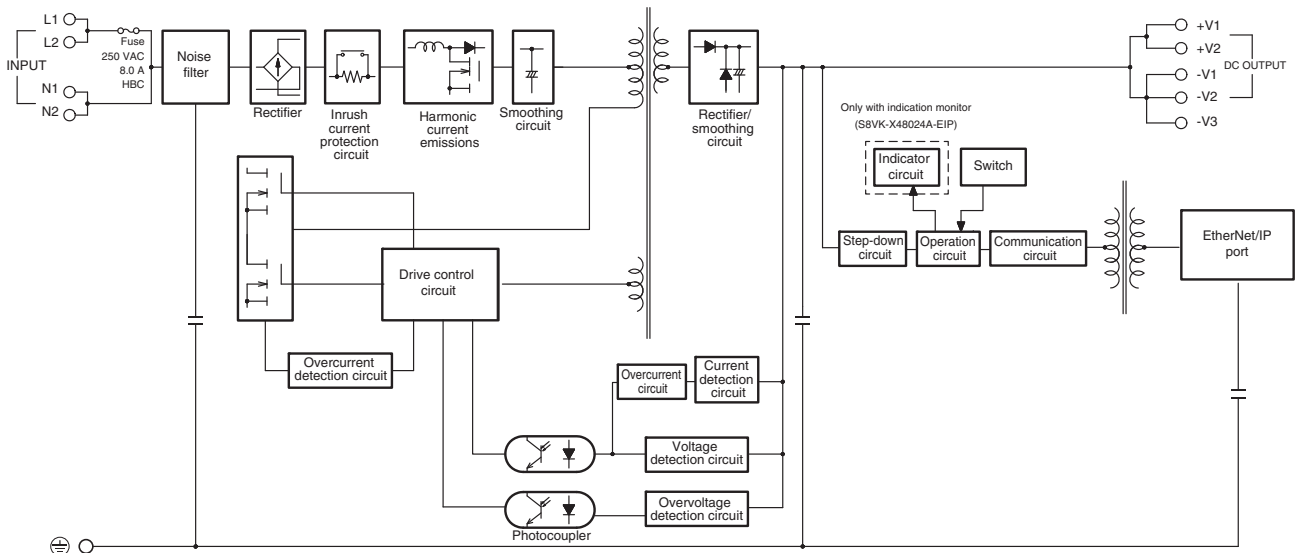 L1
L2
INPUT
N1
N2
Fuse
250 VAC
8.0 A
HBC
Noise
filter
Rectifier
Inrush
current
protection
circuit
Harmonic
current
emissions
Smoothing
circuit
Rectifier/
smoothing
circuit
+V1
+V2
DC OUTPUT
-V1
-V2
-V3
Only with indication monitor
(S8VK-X48024A-EIP)
Indicator
circuit
Switch
Step-down
circuit
Operation
circuit
Communication
circuit
EtherNet/IP
port
Drive control
circuit
Overcurrent
detection circuit
Overcurrent
circuit
Current
detection
circuit
Voltage
detection circuit
Overvoltage
detection circuit
Photocoupler